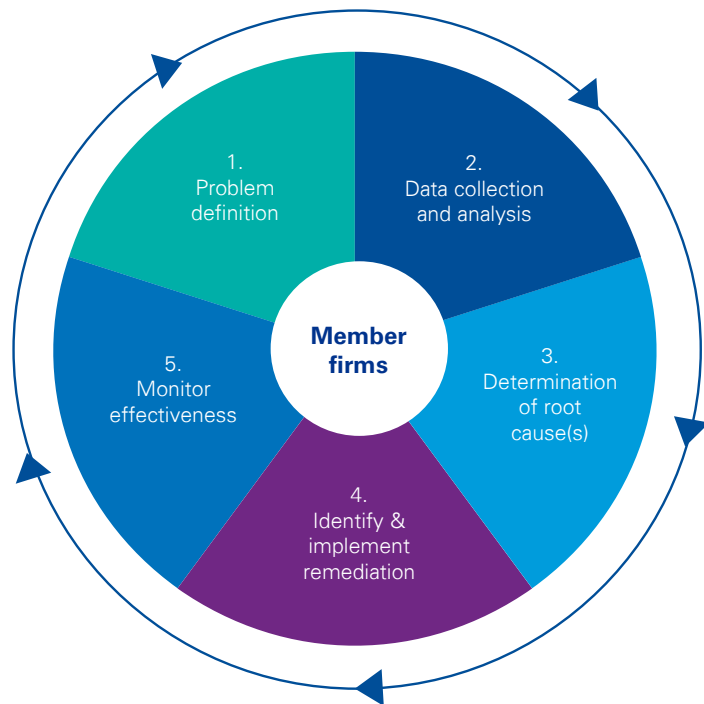 1.
Problem
definition
2.
Data collection
and analysis
3.
Determination
of root
cause(s)
4.
Identify &
implement
remediation
5.
Monitor
effectiveness
Member
firms